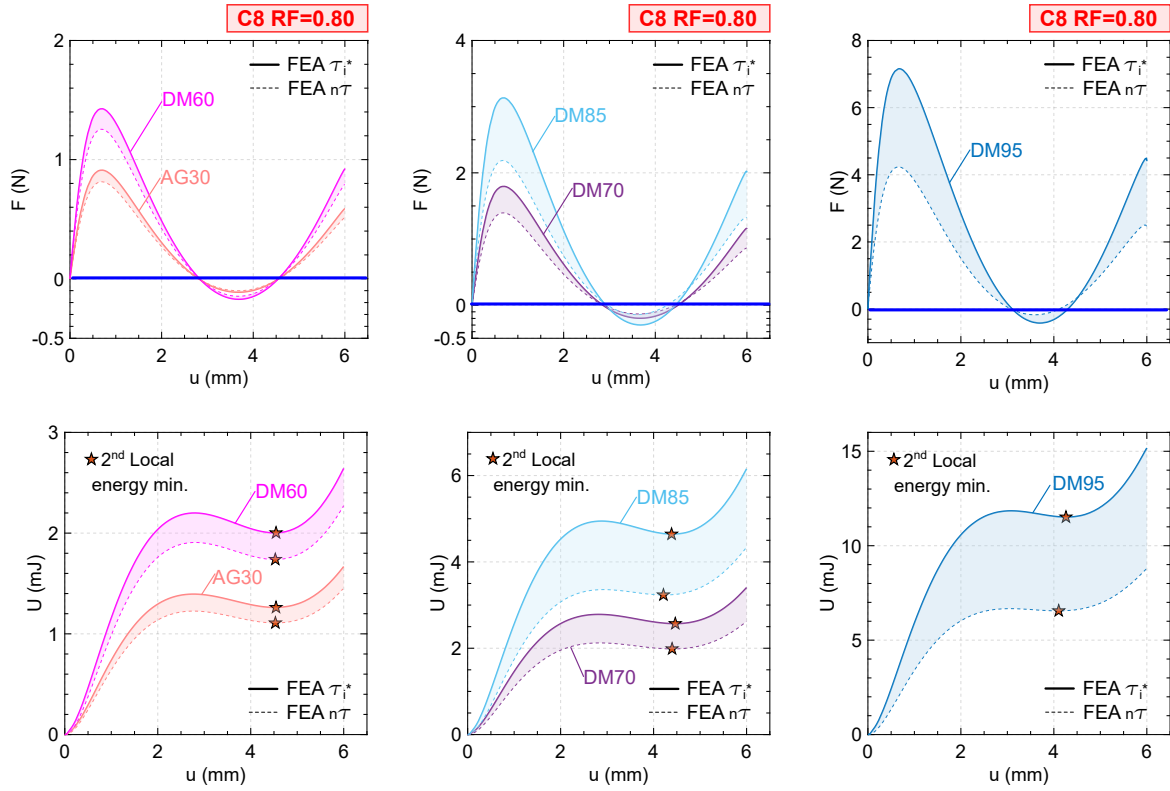 C8 RF=0.80
2
1
0
-0.5
F (N)
FEA τi*
FEA nτ
DM60
AG30
0
2
4
6
u (mm)
C8 RF=0.80
4
2
0
-0.5
F (N)
FEA τi*
FEA nτ
DM85
DM70
0
2
4
6
u (mm)
C8 RF=0.80
8
6
4
2
0
F (N)
FEA τi*
FEA nτ
DM95
0
2
4
6
u (mm)
3
2
1
0
U (mJ)
2nd Local
energy min.
DM60
AG30
FEA τi*
FEA nτ
0
2
4
6
u (mm)
6
4
2
0
U (mJ)
2nd Local
energy min.
DM85
DM70
FEA τi*
FEA nτ
0
2
4
6
u (mm)
15
10
5
0
U (mJ)
2nd Local
energy min.
DM95
FEA τi*
FEA nτ
0
2
4
6
u (mm)